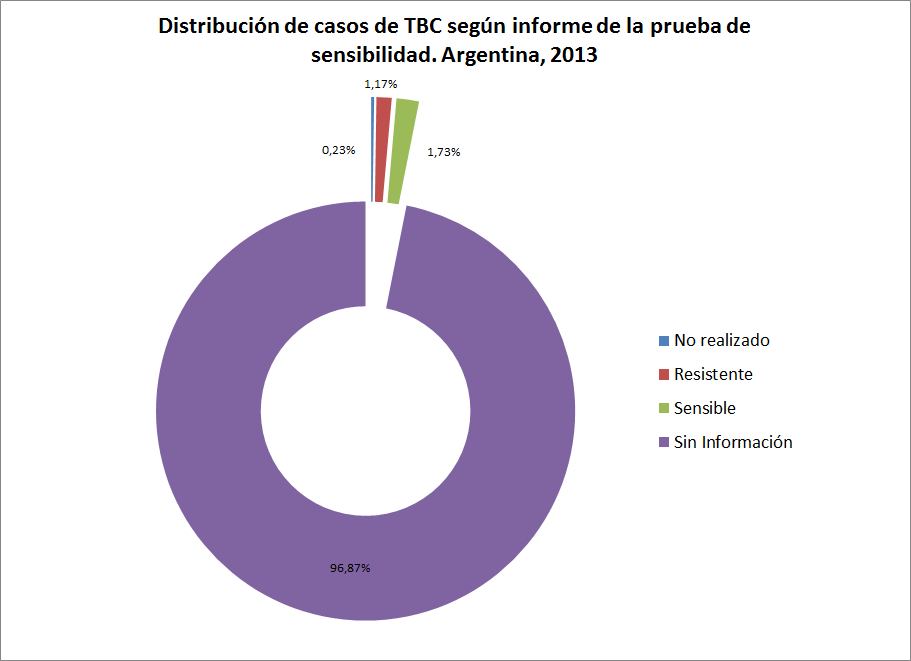 Distribución de casos de TBC según informe de la prueba de
sensibilidad. Argentina, 2013
1,17%
0,23%
1,73%
No realizado
Resistente
Sensible
Sin Información
96,87%